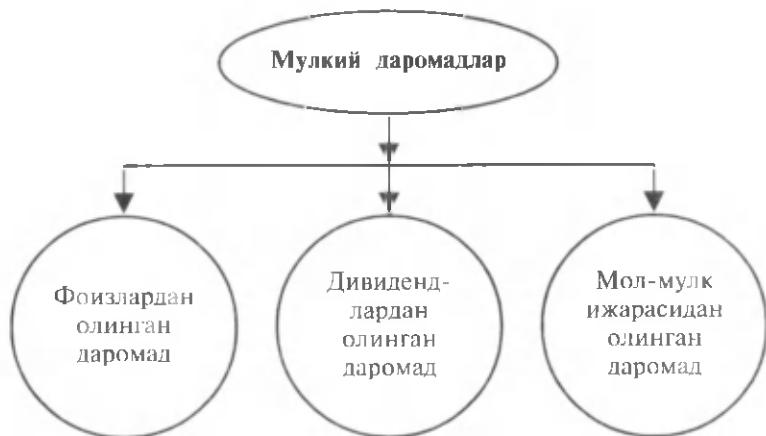 Мулкий даромадлар
Фоизлардан
олинган
даромад
Дивиденд-
лардан
олинган
даромад
Мол-мулк
ижарасидан
олинган
даромад